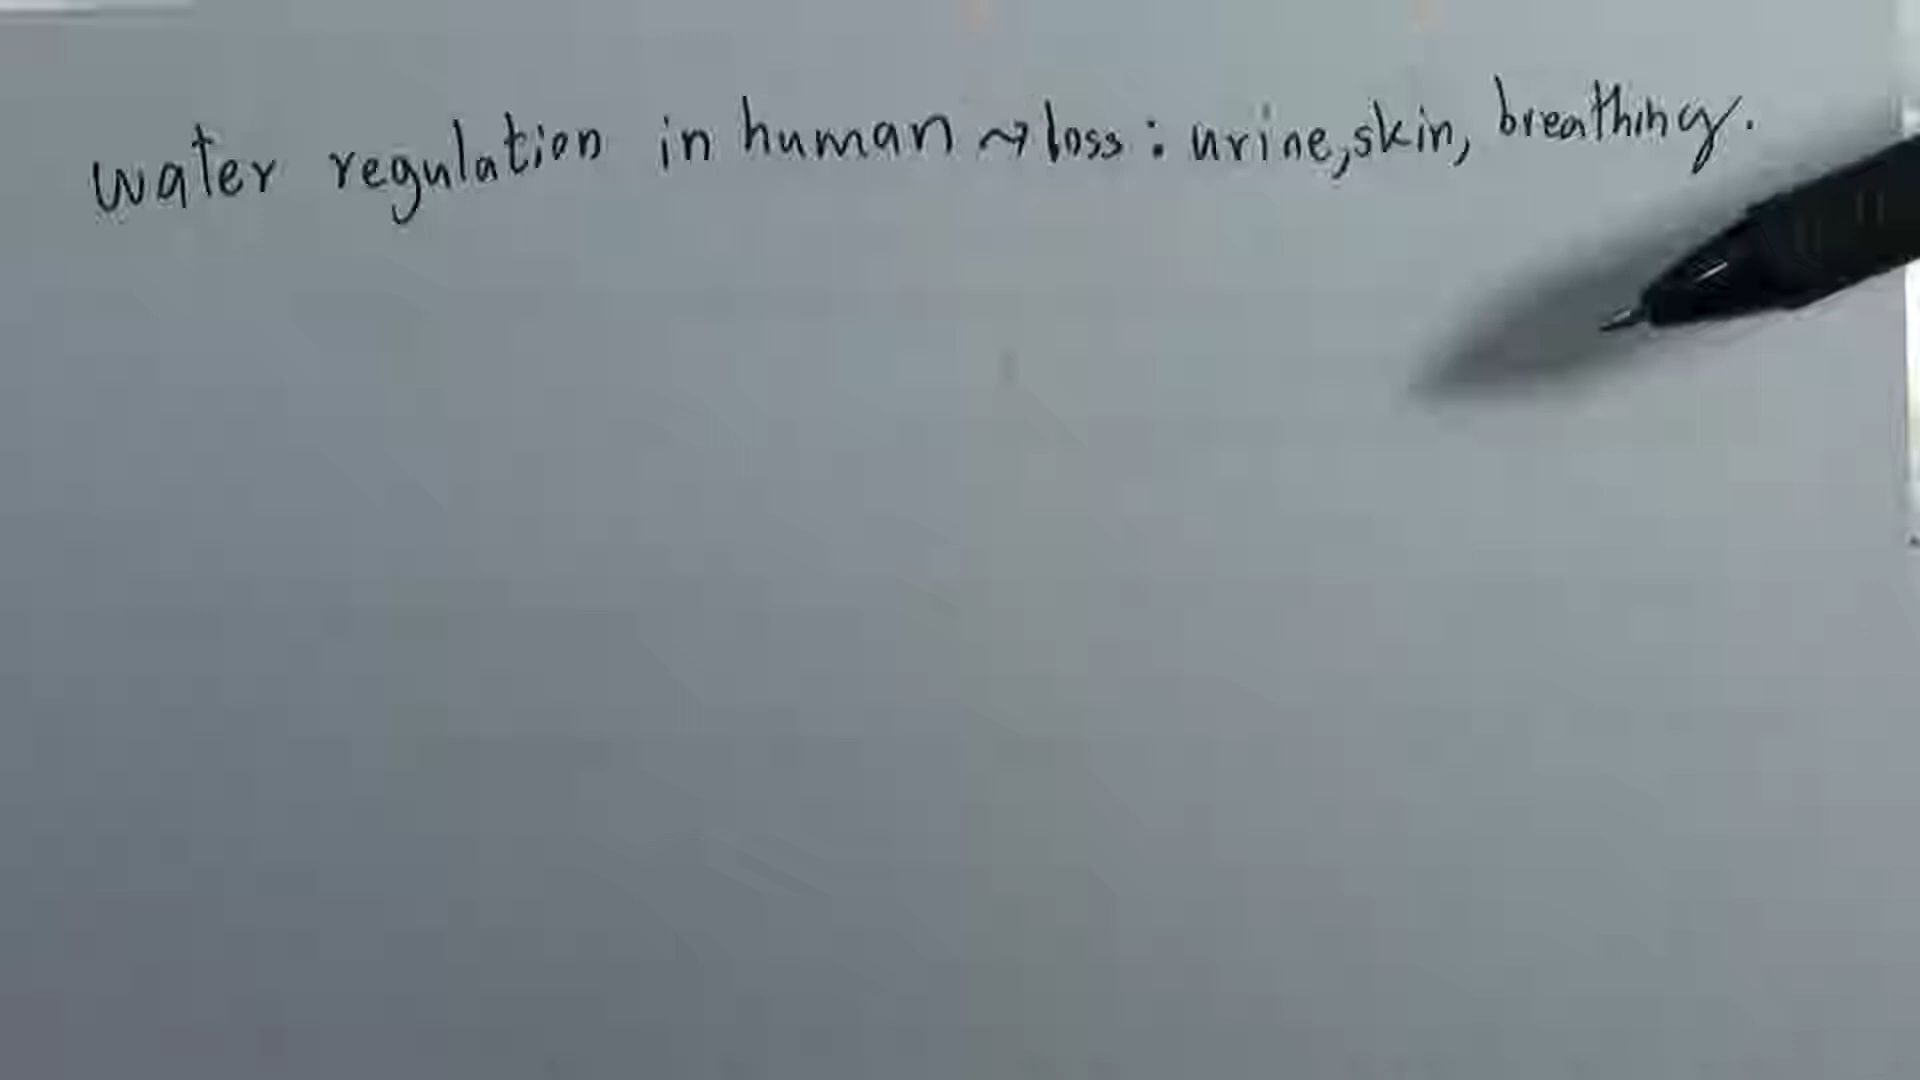 water regulation in human ⤳ loss : urine, skin, breathing.